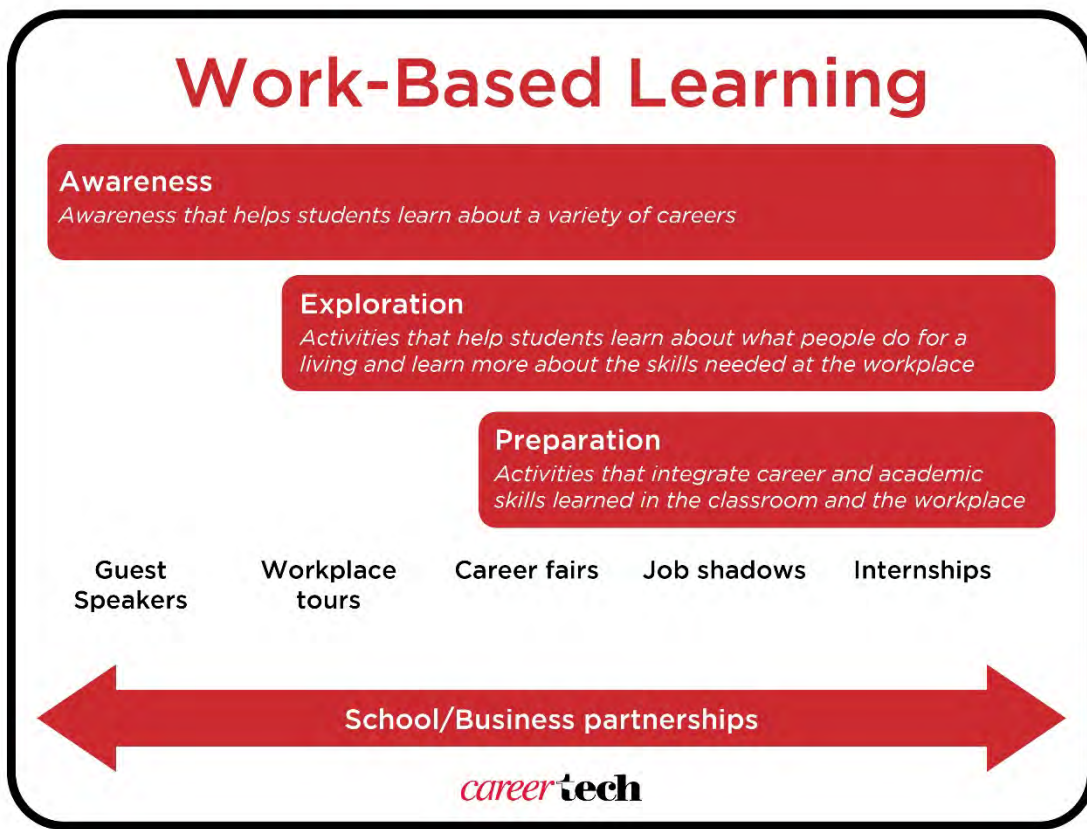 Work-Based Learning
Awareness
Awareness that helps students learn about a variety of careers
Exploration
Activities that help students learn about what people do for a
living and learn more about the skills needed at the workplace
Preparation
Activities that integrate career and academic
skills learned in the classroom and the workplace
Guest
Speakers
Workplace
tours
Career fairs
Job shadows
Internships
School/Business partnerships
careertech